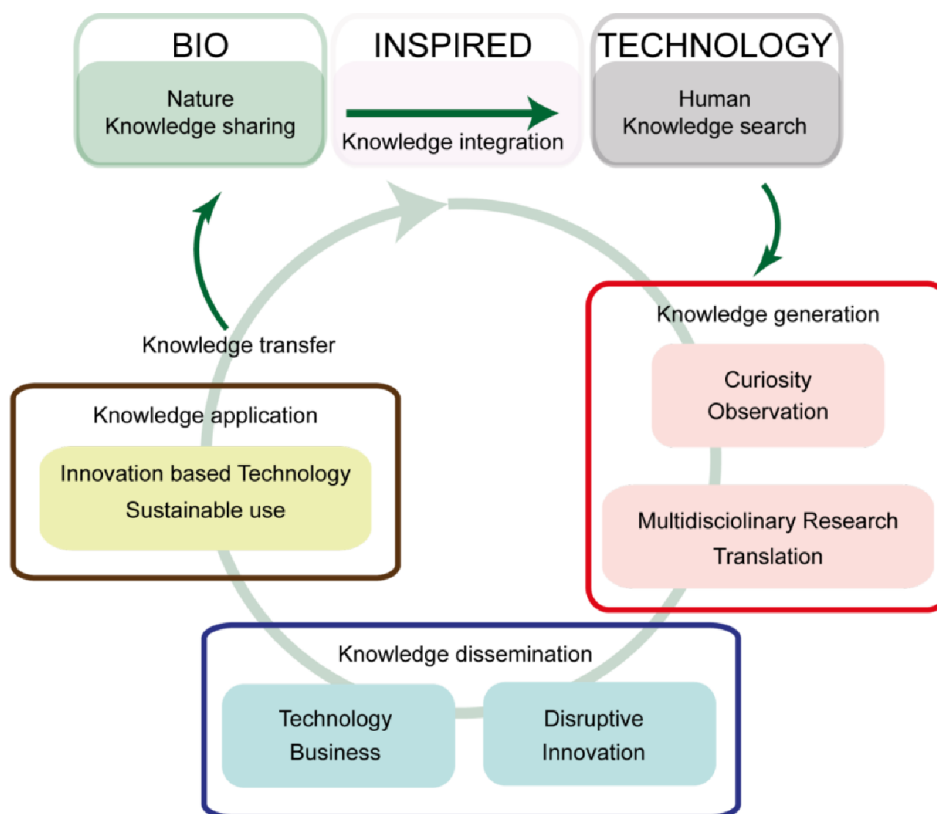 BIO
Nature
Knowledge sharing
INSPIRED
Knowledge integration
TECHNOLOGY
Human
Knowledge search
Knowledge generation
Curiosity
Observation
Multidisciolinary Research
Translation
Knowledge dissemination
Technology
Business
Disruptive
Innovation
Knowledge application
Innovation based Technology
Sustainable use
Knowledge transfer